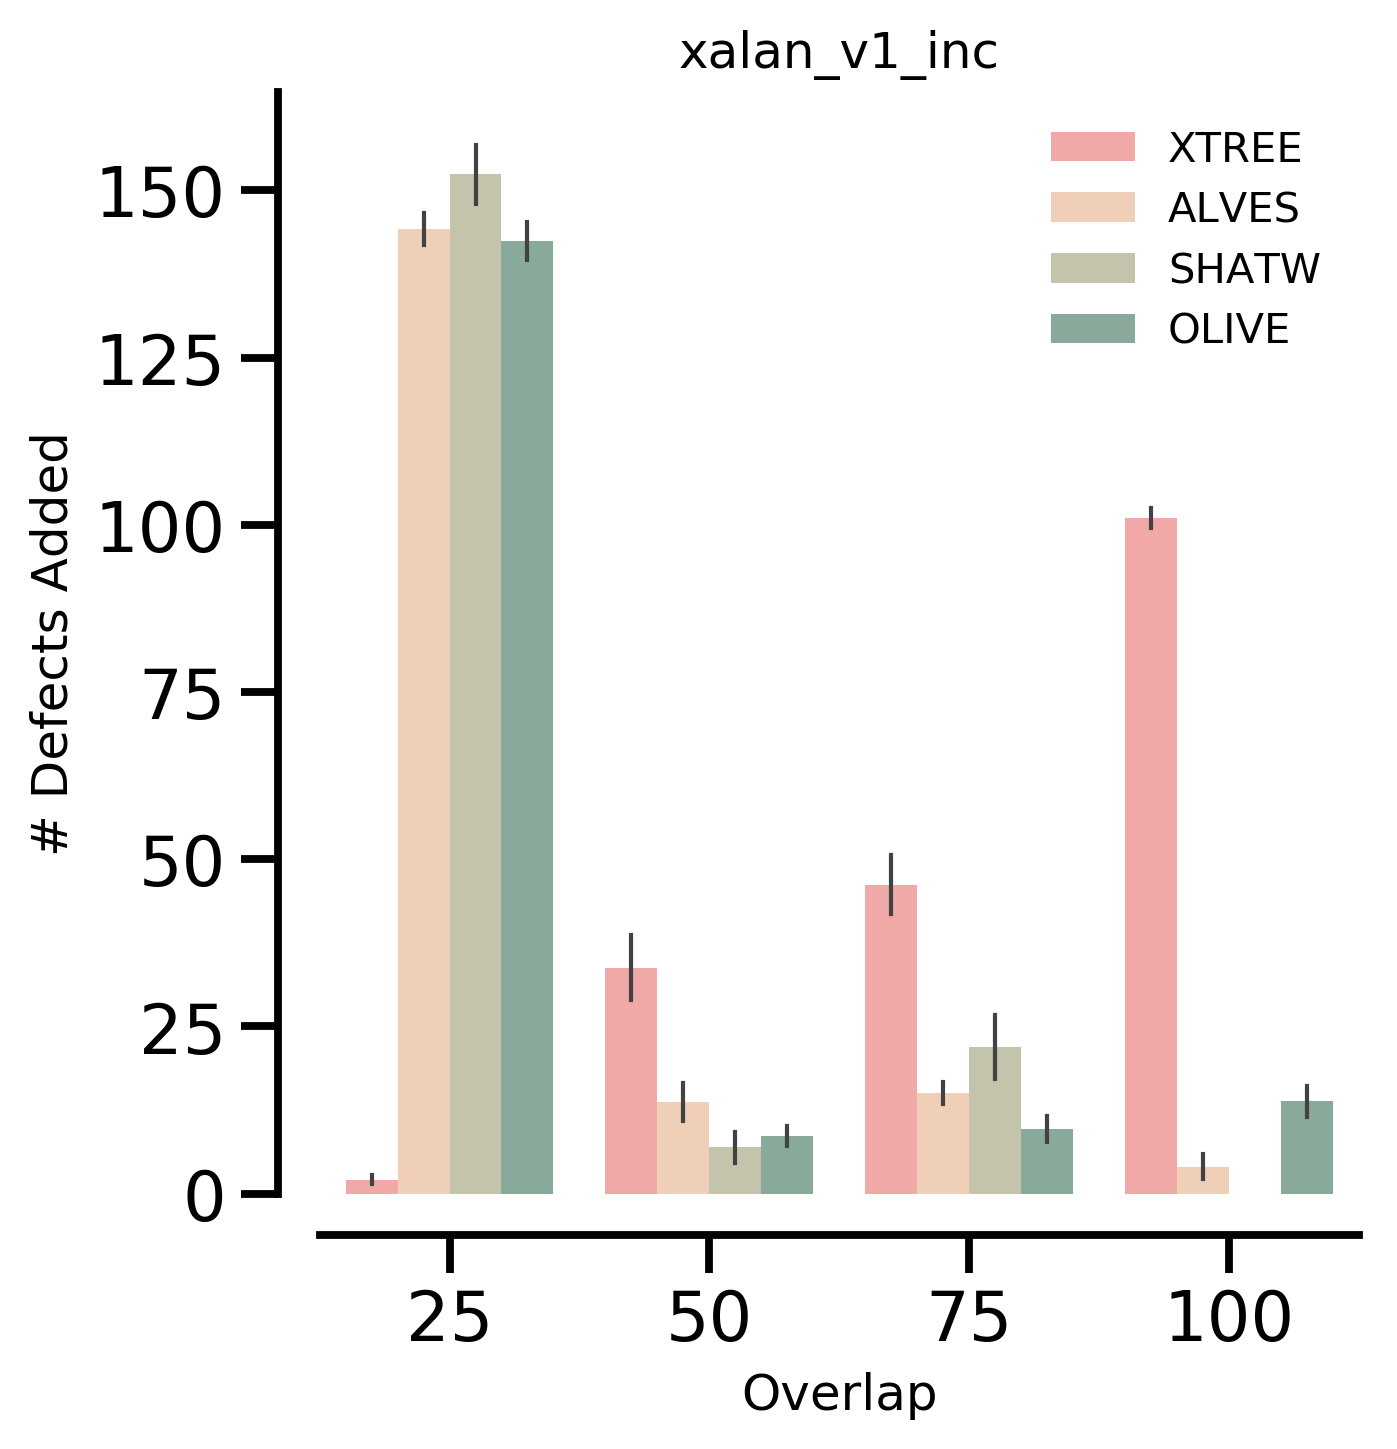 xalan_v1_inc
XTREE
ALVES
SHATW
OLIVE
# Defects Added
150
125
100
75
50
25
0
25 50 75 100
Overlap